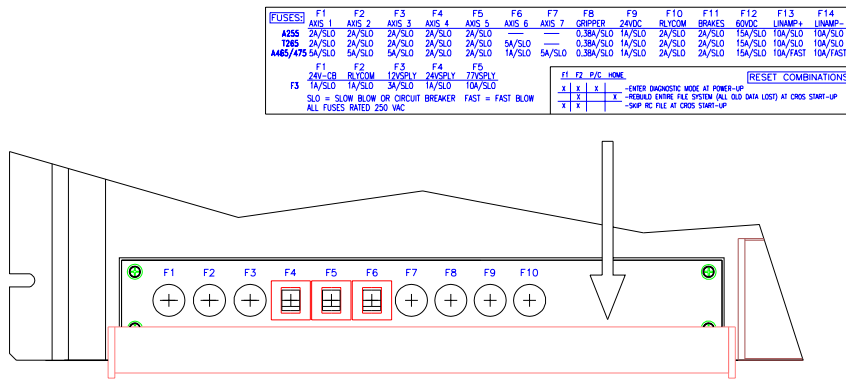 FUSES: F1 F2 F3 F4 F5 F6 F7 F8 F9 F10 F11 F12 F13 F14
AXIS 1 AXIS 2 AXIS 3 AXIS 4 AXIS 5 AXIS 6 AXIS 7 GRIPPER 24VDC RLYCOM BRAKES 60VDC LINAMP+ LINAMP-
A255 2A/SLO 2A/SLO 2A/SLO 2A/SLO 2A/SLO — — 0.38A/SLO 1A/SLO 2A/SLO 2A/SLO 15A/SLO 10A/SLO 10A/SLO
T265 2A/SLO 2A/SLO 2A/SLO 2A/SLO 2A/SLO 5A/SLO — 0.38A/SLO 1A/SLO 2A/SLO 2A/SLO 15A/SLO 10A/SLO 10A/SLO
A465/475 5A/SLO 5A/SLO 5A/SLO 2A/SLO 2A/SLO 1A/SLO 5A/SLO 0.38A/SLO 1A/SLO 2A/SLO 2A/SLO 15A/SLO 10A/FAST 10A/FAST
F1 F2 F3 F4 F5
24V-CB RLYCOM 12VSPLY 24VSPLY 77VSPLY
F3 1A/SLO 1A/SLO 3A/SLO 1A/SLO 10A/SLO
SLO = SLOW BLOW OR CIRCUIT BREAKER FAST = FAST BLOW
ALL FUSES RATED 250 VAC
F1 F2 P/C HOME RESET COMBINATIONS
X X X -ENTER DIAGNOSTIC MODE AT POWER-UP
X X -REBUILD ENTIRE FILE SYSTEM (ALL OLD DATA LOST) AT CROS START-UP
X X -SKIP RC FILE AT CROS START-UP
F1 F2 F3 F4 F5 F6 F7 F8 F9 F10